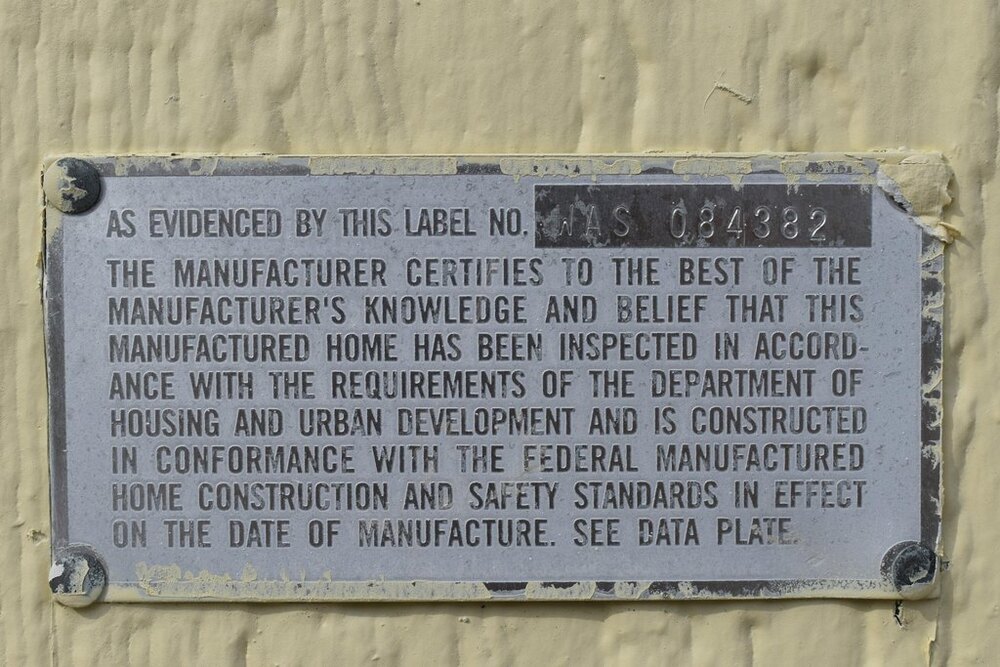 AS EVIDENCED BY THIS LABEL NO. WAS 084382
THE MANUFACTURER CERTIFIES TO THE BEST OF THE
MANUFACTURER'S KNOWLEDGE AND BELIEF THAT THIS
MANUFACTURED HOME HAS BEEN INSPECTED IN ACCORD-
ANCE WITH THE REQUIREMENTS OF THE DEPARTMENT OF
HOUSING AND URBAN DEVELOPMENT AND IS CONSTRUCTED
IN CONFORMANCE WITH THE FEDERAL MANUFACTURED
HOME CONSTRUCTION AND SAFETY STANDARDS IN EFFECT
ON THE DATE OF MANUFACTURE. SEE DATA PLATE.